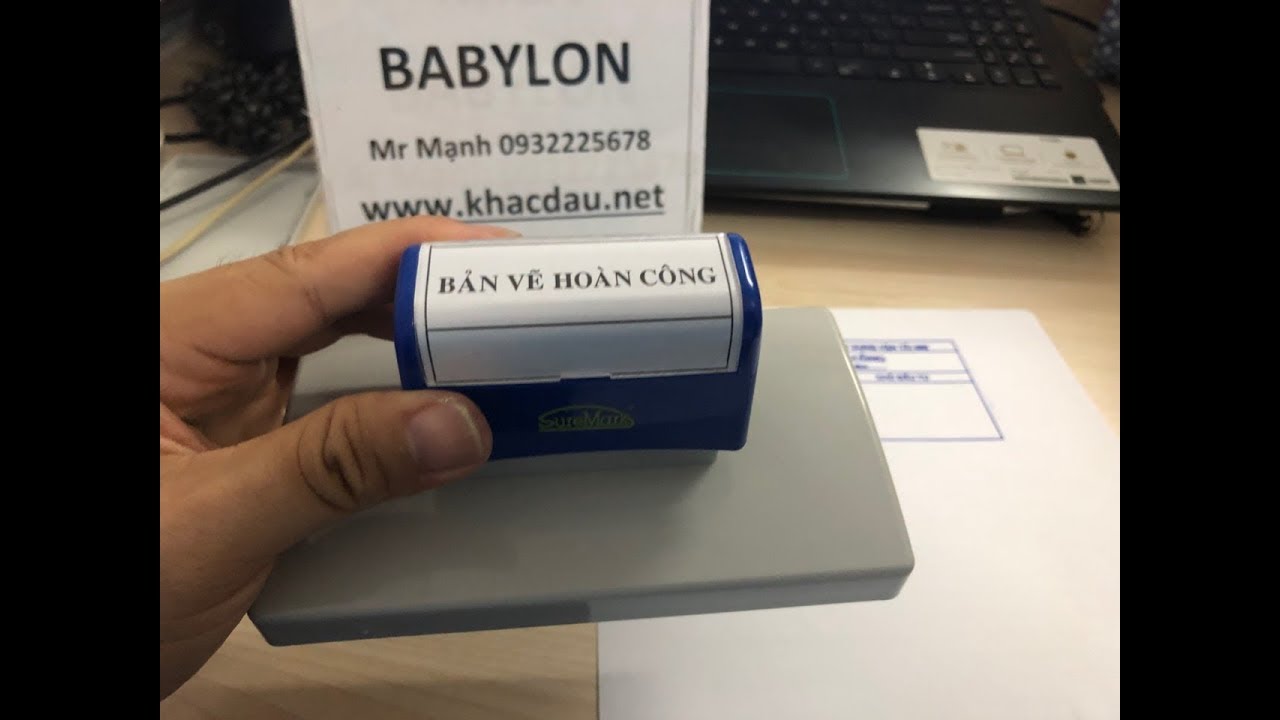 BABYLON
Mr Mạnh 0932225678
www.khacdau.net
BẢN VẼ HOÀN CÔNG
SureMark